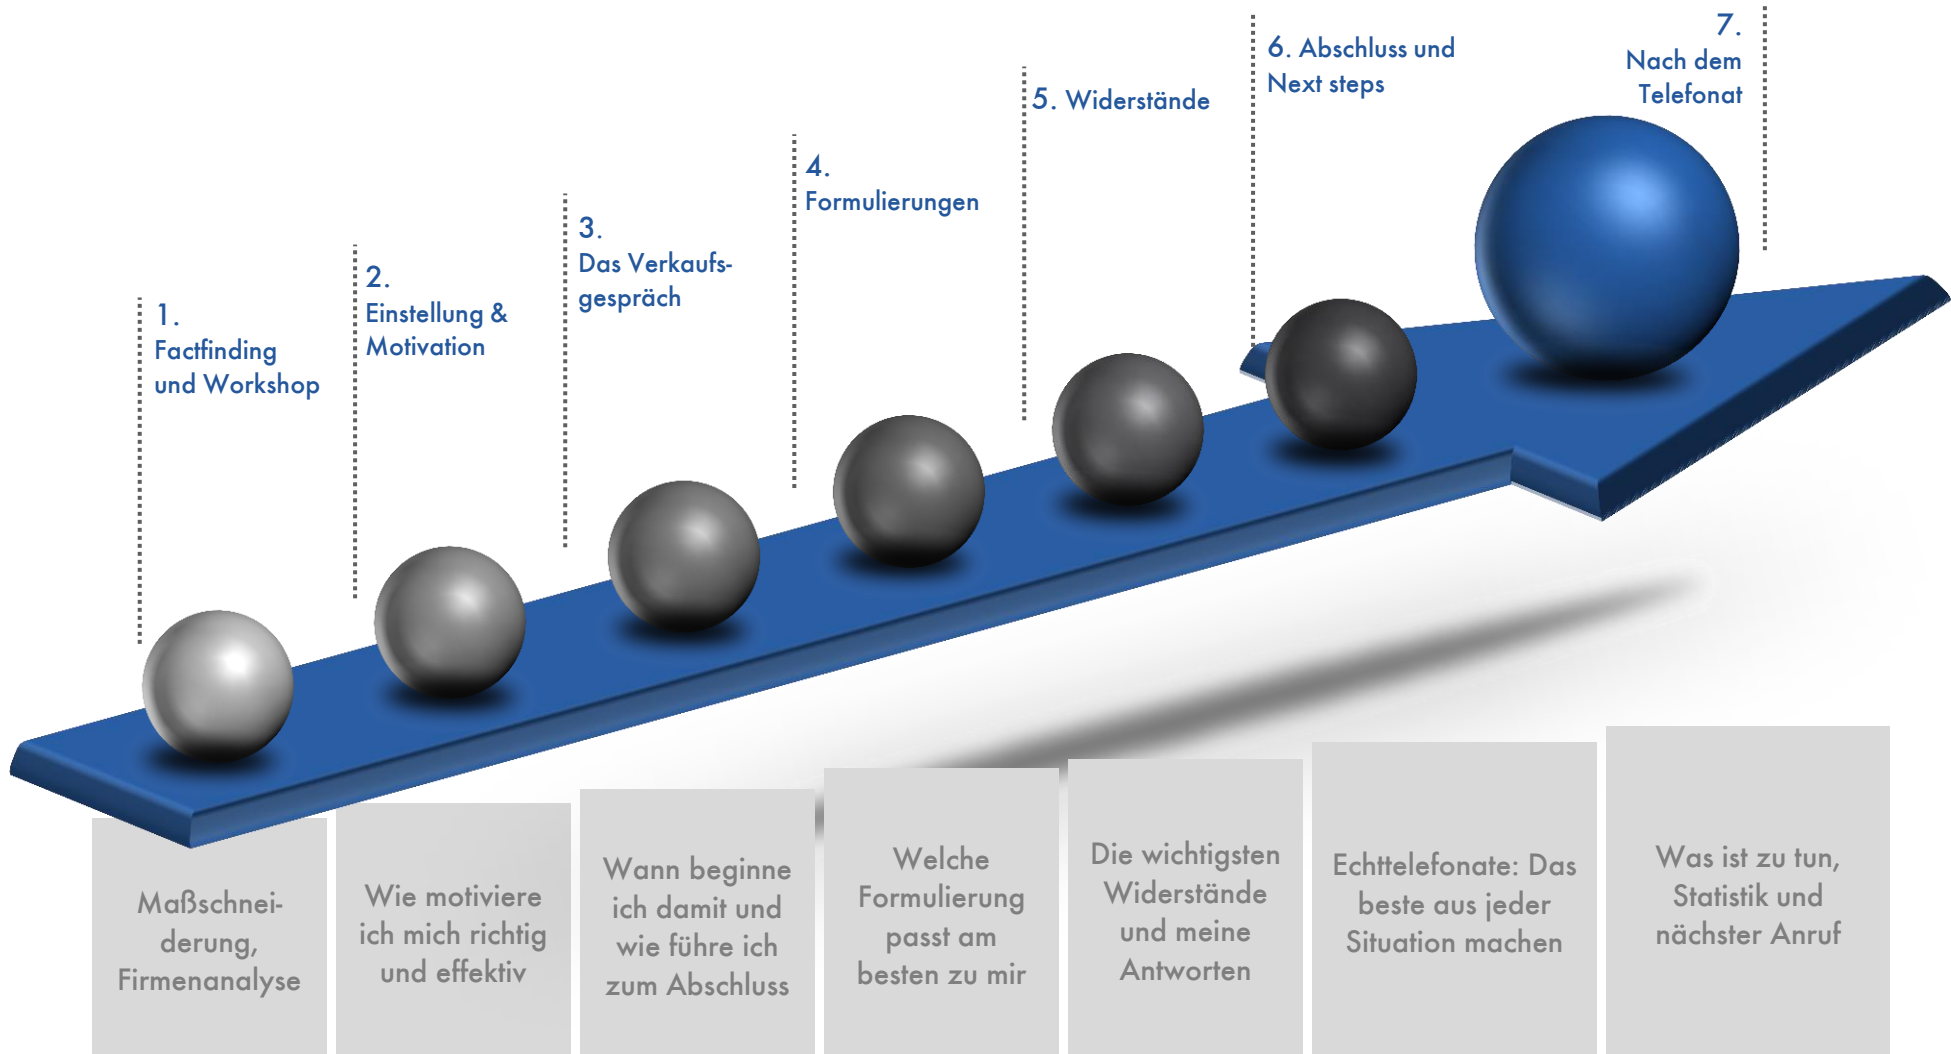 1.
Factfinding
und Workshop
2.
Einstellung &
Motivation
3.
Das Verkaufs-
gespräch
4.
Formulierungen
5. Widerstände
6. Abschluss und
Next steps
7.
Nach dem
Telefonat
Maßschnei-
derung,
Firmenanalyse
Wie motiviere
ich mich richtig
und effektiv
Wann beginne
ich damit und
wie führe ich
zum Abschluss
Welche
Formulierung
passt am
besten zu mir
Die wichtigsten
Widerstände
und meine
Antworten
Echttelefonate: Das
beste aus jeder
Situation machen
Was ist zu tun,
Statistik und
nächster Anruf